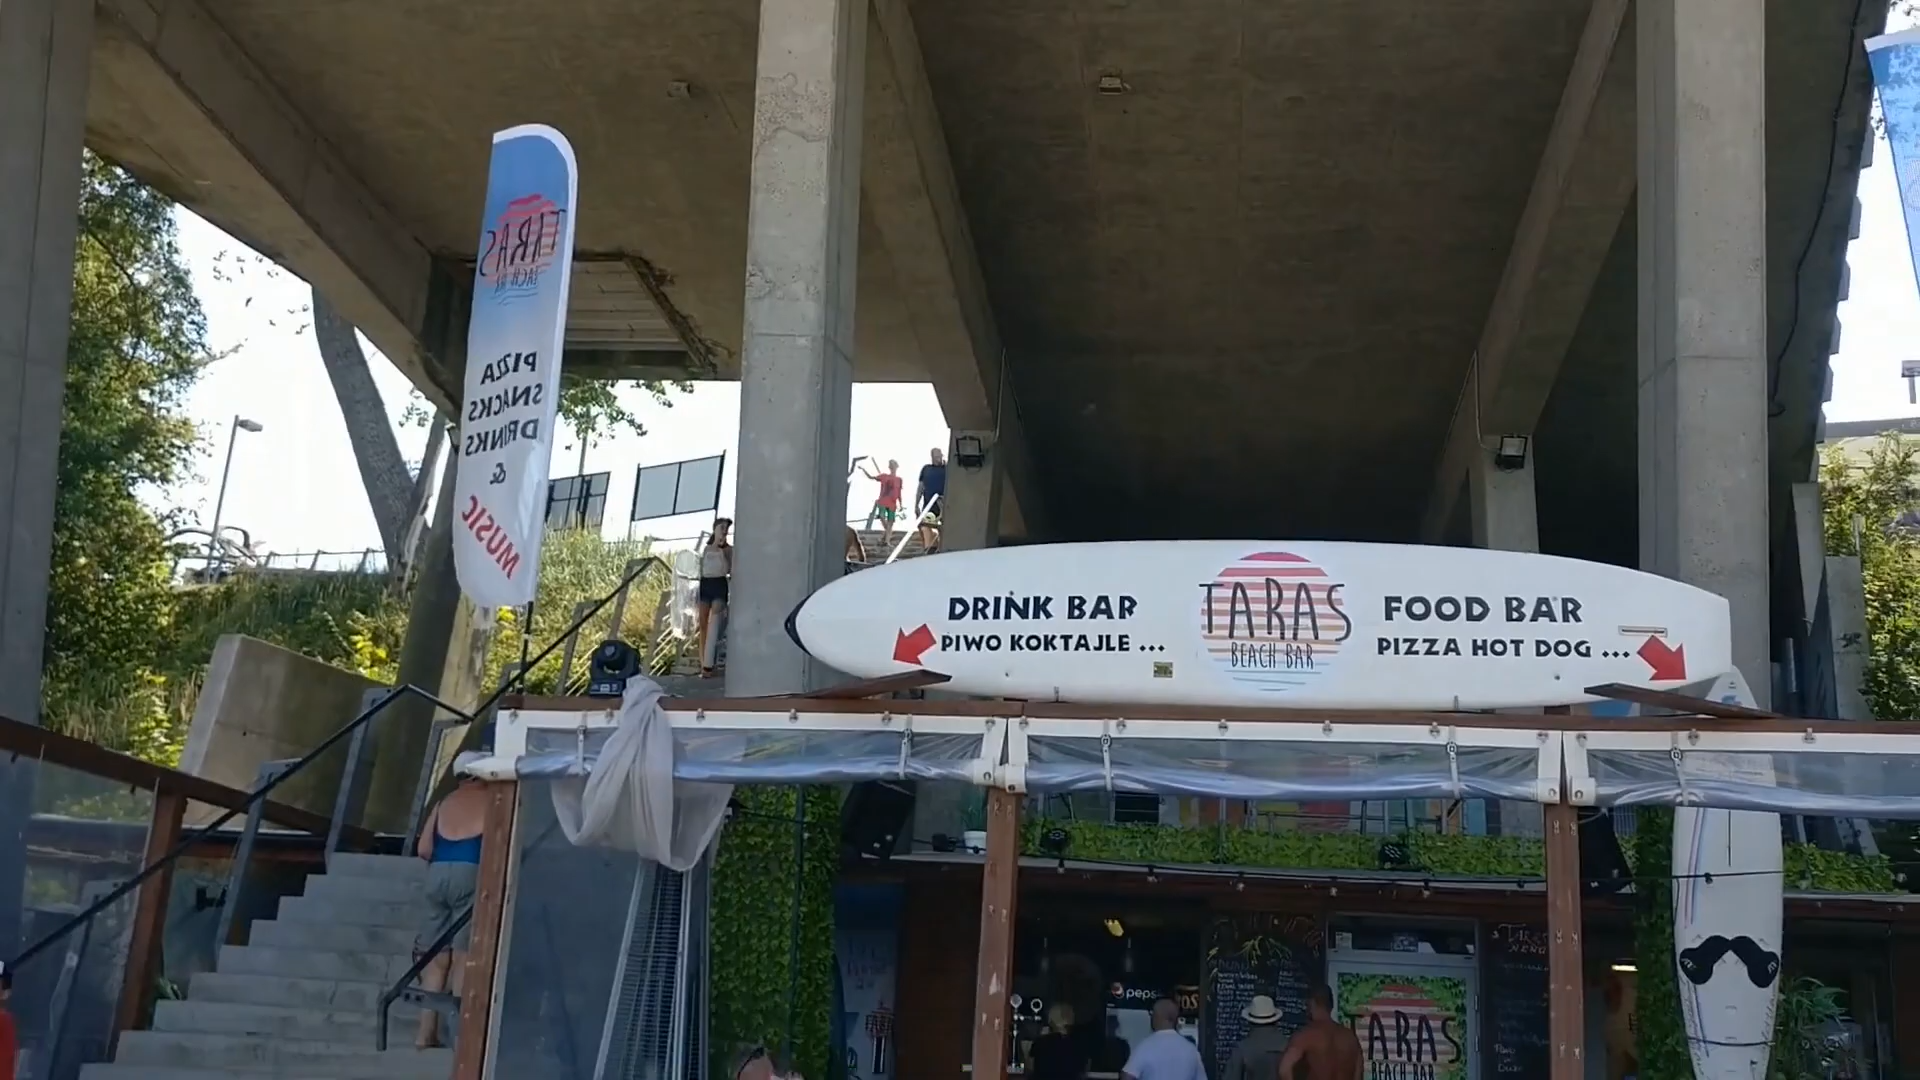 TARAS
BEACH BAR
PIZZA
SNACKS
DRINKS
&
MUSIC
DRINK BAR
PIWO KOKTAJLE ...
TARAS
BEACH BAR
FOOD BAR
PIZZA HOT DOG ...
pepsi
TARAS
BEACH BAR